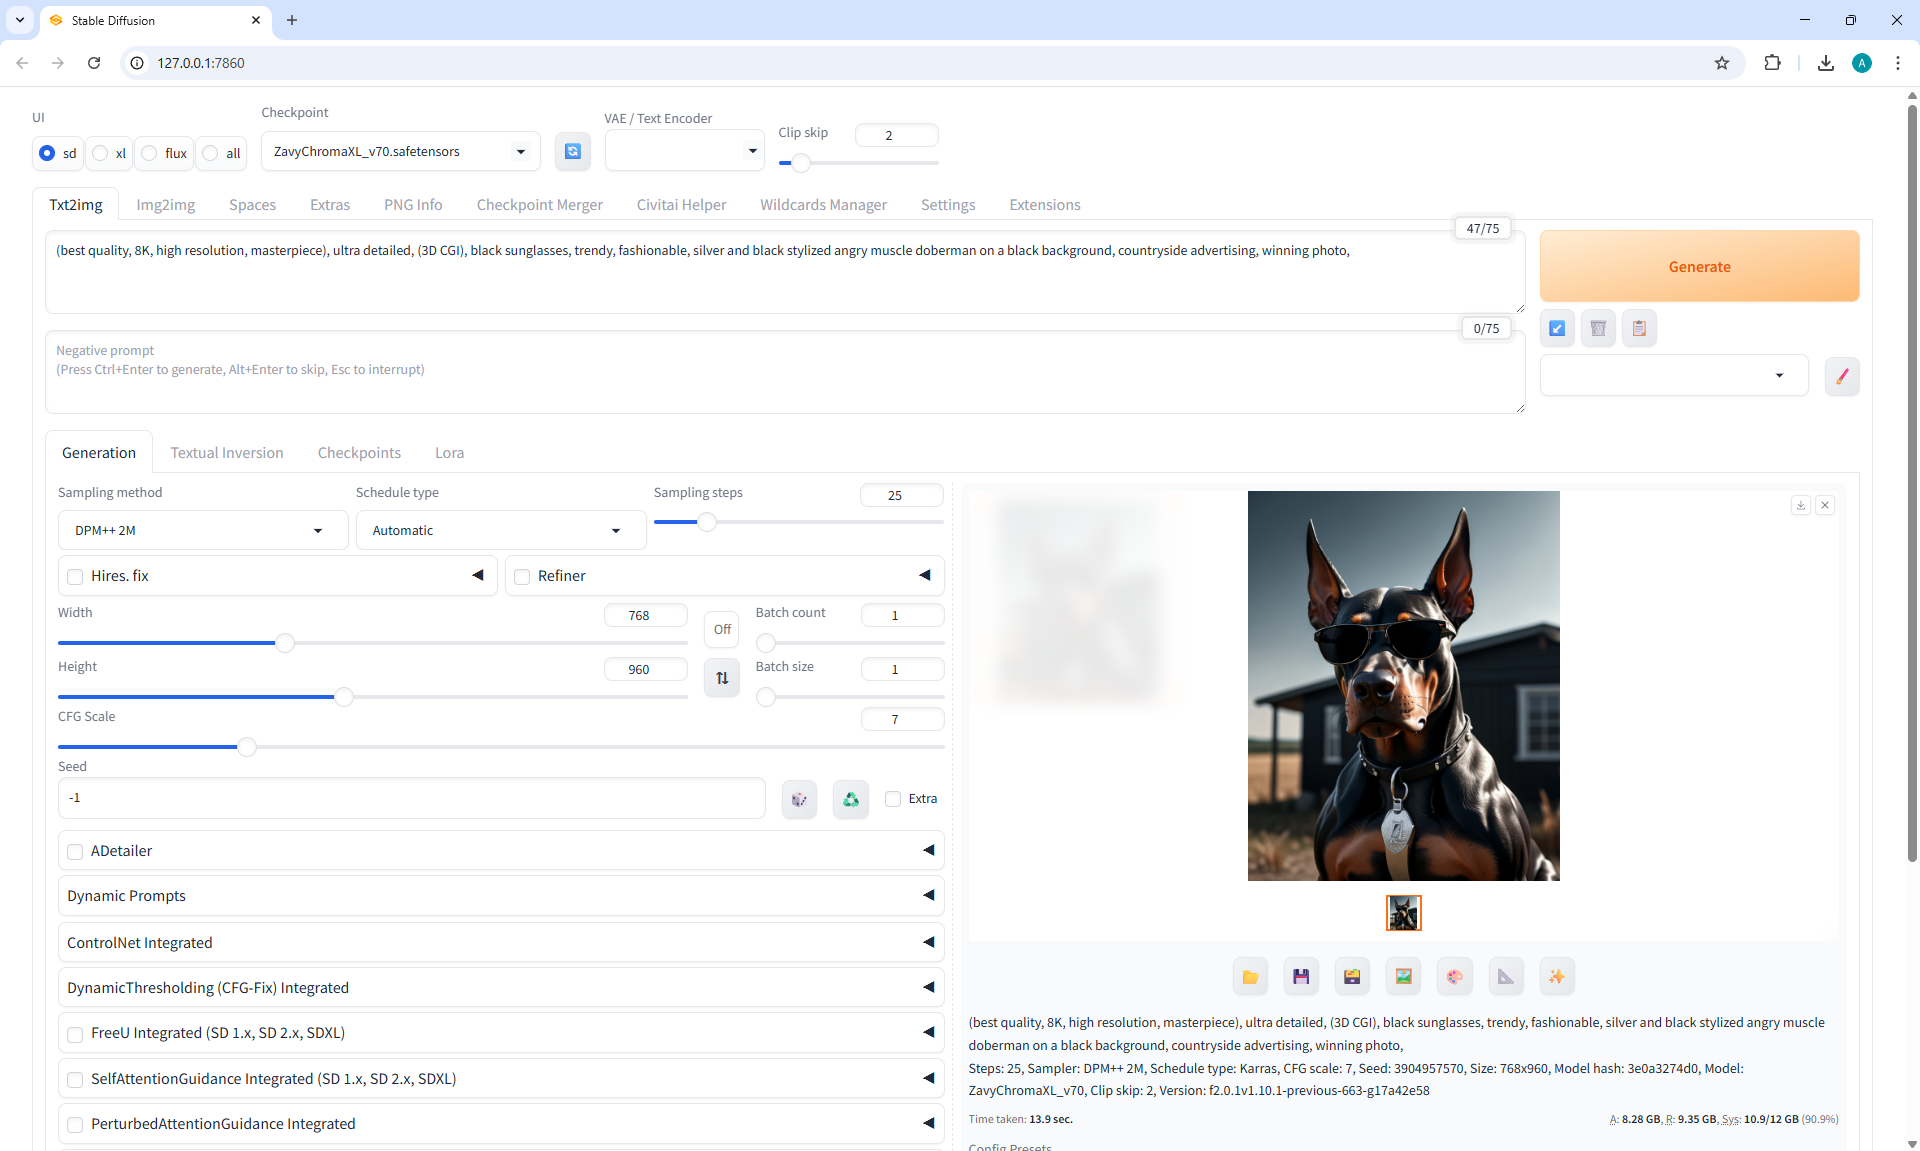 Stable Diffusion
127.0.0.1:7860
A
UI
sd
xl
flux
all
Checkpoint
ZavyChromaXL_v70.safetensors
VAE / Text Encoder
Clip skip
2
Txt2img
Img2img
Spaces
Extras
PNG Info
Checkpoint Merger
Civitai Helper
Wildcards Manager
Settings
Extensions
47/75
(best quality, 8K, high resolution, masterpiece), ultra detailed, (3D CGI), black sunglasses, trendy, fashionable, silver and black stylized angry muscle doberman on a black background, countryside advertising, winning photo,
Generate
0/75
Negative prompt
(Press Ctrl+Enter to generate, Alt+Enter to skip, Esc to interrupt)
Generation
Textual Inversion
Checkpoints
Lora
Sampling method
DPM++ 2M
Schedule type
Automatic
Sampling steps
25
Hires. fix
Refiner
Width
768
Off
Batch count
1
Height
960
Batch size
1
CFG Scale
7
Seed
-1
Extra
ADetailer
Dynamic Prompts
ControlNet Integrated
DynamicThresholding (CFG-Fix) Integrated
FreeU Integrated (SD 1.x, SD 2.x, SDXL)
SelfAttentionGuidance Integrated (SD 1.x, SD 2.x, SDXL)
PerturbedAttentionGuidance Integrated
(best quality, 8K, high resolution, masterpiece), ultra detailed, (3D CGI), black sunglasses, trendy, fashionable, silver and black stylized angry muscle
doberman on a black background, countryside advertising, winning photo,
Steps: 25, Sampler: DPM++ 2M, Schedule type: Karras, CFG scale: 7, Seed: 3904957570, Size: 768x960, Model hash: 3e0a3274d0, Model:
ZavyChromaXL_v70, Clip skip: 2, Version: f2.0.1v1.10.1-previous-663-g17a42e58
Time taken: 13.9 sec.
A: 8.28 GB, R: 9.35 GB, Sys: 10.9/12 GB (90.9%)
Config Presets